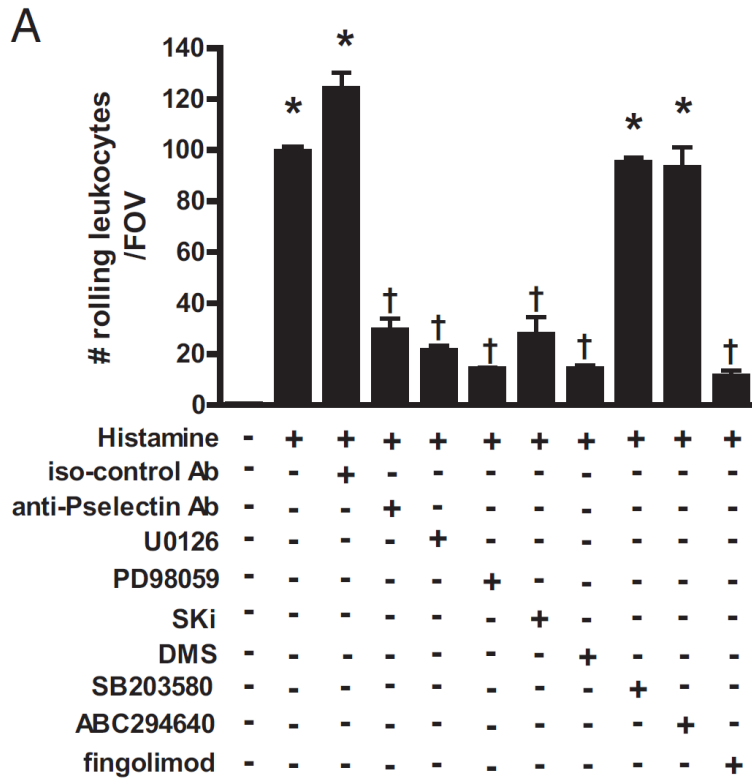 A
# rolling leukocytes
/FOV
140
120
100
80
60
40
20
0
* * † † † † † * * †
Histamine - + + + + + + + + + +
iso-control Ab - - + - - - - - - - -
anti-Pselectin Ab - - - + - - - - - - -
U0126 - - - - + - - - - - -
PD98059 - - - - - + - - - - -
SKi - - - - - - + - - - -
DMS - - - - - - - + - - -
SB203580 - - - - - - - - + - -
ABC294640 - - - - - - - - - + -
fingolimod - - - - - - - - - - +